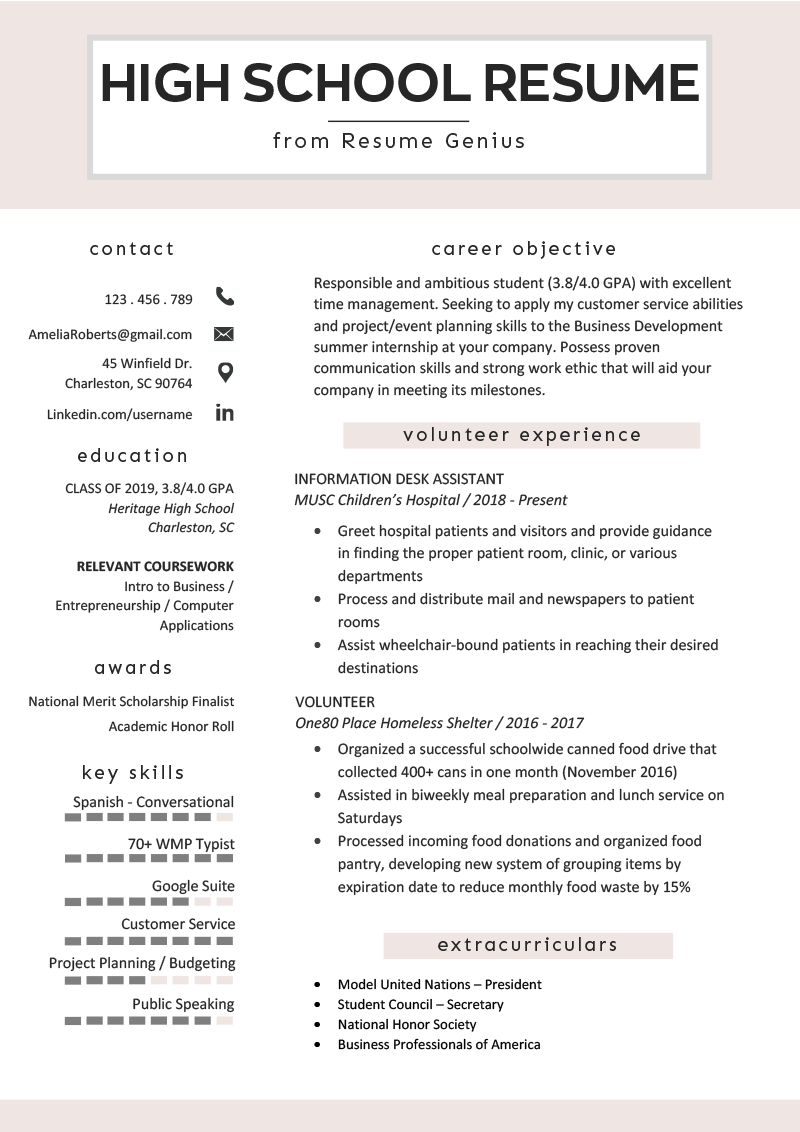 HIGH SCHOOL RESUME
from Resume Genius
contact
123 . 456 . 789
AmeliaRoberts@gmail.com
45 Winfield Dr.
Charleston, SC 90764
Linkedin.com/username
education
CLASS OF 2019, 3.8/4.0 GPA
Heritage High School
Charleston, SC
RELEVANT COURSEWORK
Intro to Business /
Entrepreneurship / Computer
Applications
awards
National Merit Scholarship Finalist
Academic Honor Roll
key skills
Spanish - Conversational
70+ WMP Typist
Google Suite
Customer Service
Project Planning / Budgeting
Public Speaking
career objective
Responsible and ambitious student (3.8/4.0 GPA) with excellent
time management. Seeking to apply my customer service abilities
and project/event planning skills to the Business Development
summer internship at your company. Possess proven
communication skills and strong work ethic that will aid your
company in meeting its milestones.
volunteer experience
INFORMATION DESK ASSISTANT
MUSC Children’s Hospital / 2018 - Present
• Greet hospital patients and visitors and provide guidance
in finding the proper patient room, clinic, or various
departments
• Process and distribute mail and newspapers to patient
rooms
• Assist wheelchair-bound patients in reaching their desired
destinations
VOLUNTEER
One80 Place Homeless Shelter / 2016 - 2017
• Organized a successful schoolwide canned food drive that
collected 400+ cans in one month (November 2016)
• Assisted in biweekly meal preparation and lunch service on
Saturdays
• Processed incoming food donations and organized food
pantry, developing new system of grouping items by
expiration date to reduce monthly food waste by 15%
extracurriculars
• Model United Nations – President
• Student Council – Secretary
• National Honor Society
• Business Professionals of America